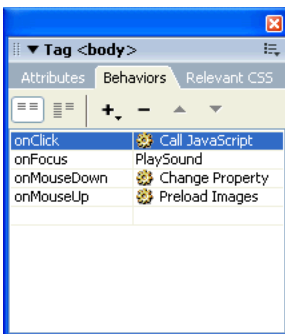 Tag <body>
Attributes Behaviors Relevant CSS
onClick Call JavaScript
onFocus PlaySound
onMouseDown Change Property
onMouseUp Preload Images